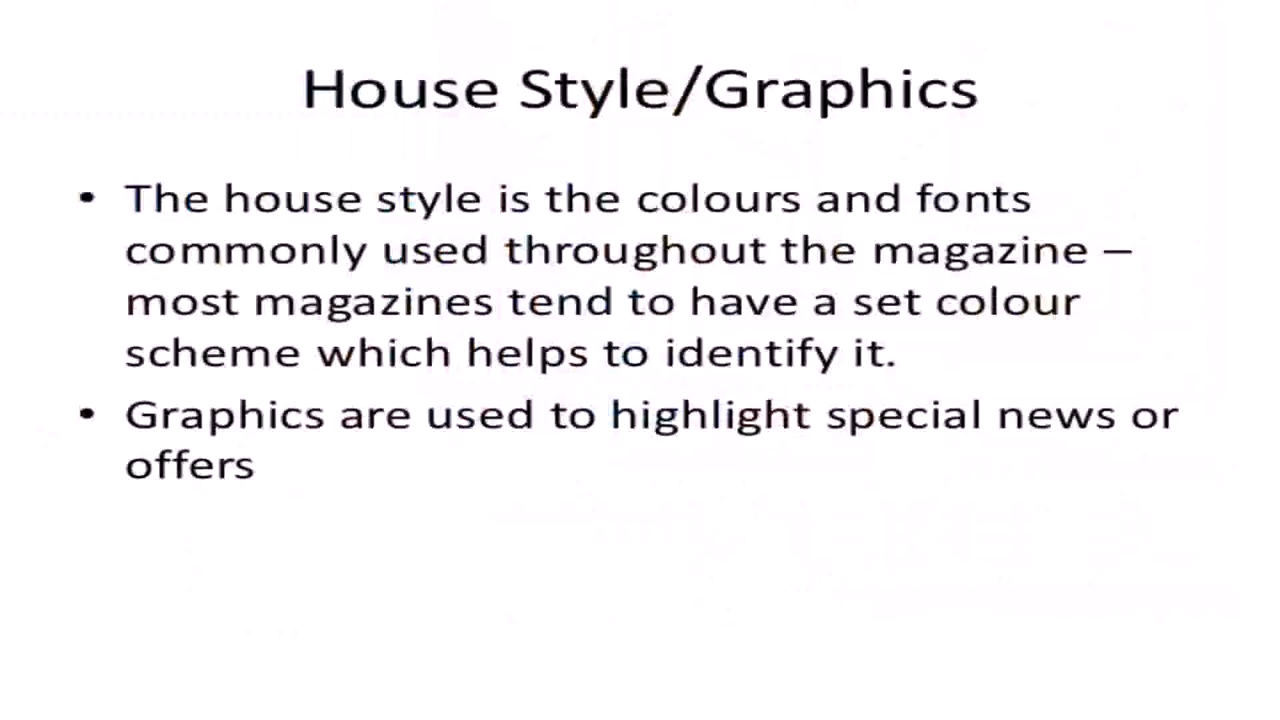 House Style/Graphics
• The house style is the colours and fonts
commonly used throughout the magazine –
most magazines tend to have a set colour
scheme which helps to identify it.
• Graphics are used to highlight special news or
offers